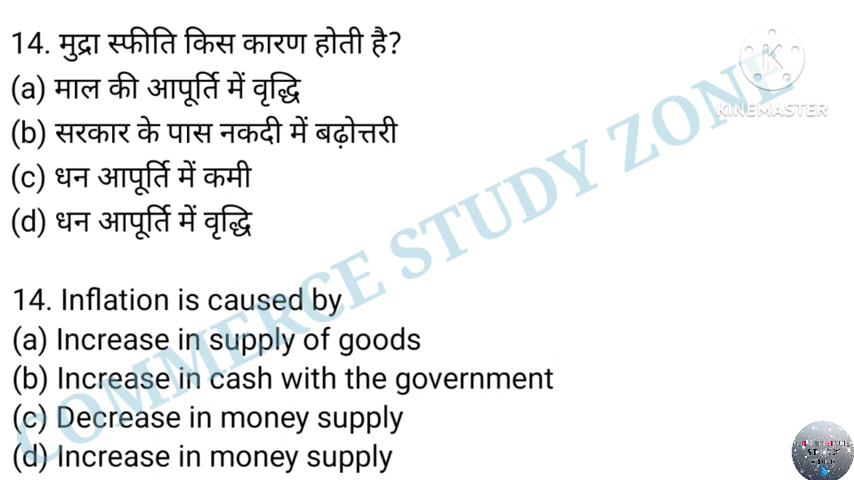 14. मुद्रा स्फीति किस कारण होती है?
(a) माल की आपूर्ति में वृद्धि
(b) सरकार के पास नकदी में बढ़ोत्तरी
(c) धन आपूर्ति में कमी
(d) धन आपूर्ति में वृद्धि
14. Inflation is caused by
(a) Increase in supply of goods
(b) Increase in cash with the government
(c) Decrease in money supply
(d) Increase in money supply
COMMERCE STUDY ZONE
KINEMASTER